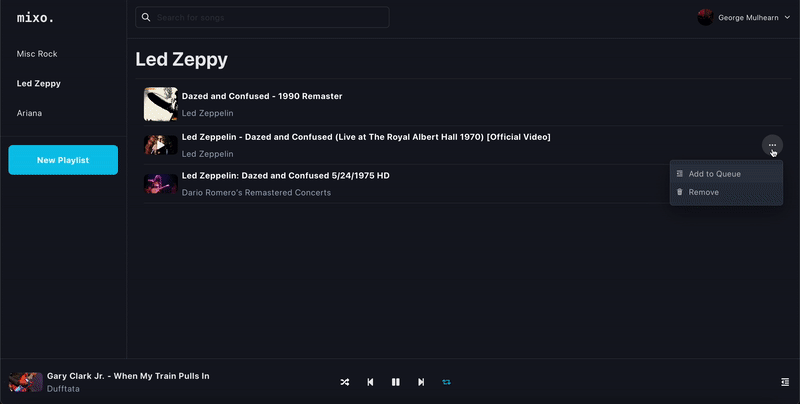 mixo.
Search for songs
George Mulhearn
Misc Rock
Led Zeppy
Ariana
New Playlist
Led Zeppy
Dazed and Confused - 1990 Remaster
Led Zeppelin
Led Zeppelin - Dazed and Confused (Live at The Royal Albert Hall 1970) [Official Video]
Led Zeppelin
Led Zeppelin: Dazed and Confused 5/24/1975 HD
Dario Romero's Remastered Concerts
Add to Queue
Remove
Gary Clark Jr. - When My Train Pulls In
Dufftata